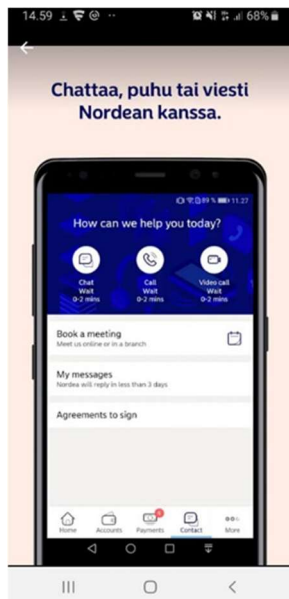 14.59 68%
Chattaa, puhu tai viesti
Nordean kanssa.
89 % 11.27
How can we help you today?
Chat Call Video call
Wait Wait Wait
0-2 mins 0-2 mins 0-2 mins
Book a meeting
Meet us online or in a branch
My messages
Nordea will reply in less than 3 days
Agreements to sign
Home Accounts Payments Contact More